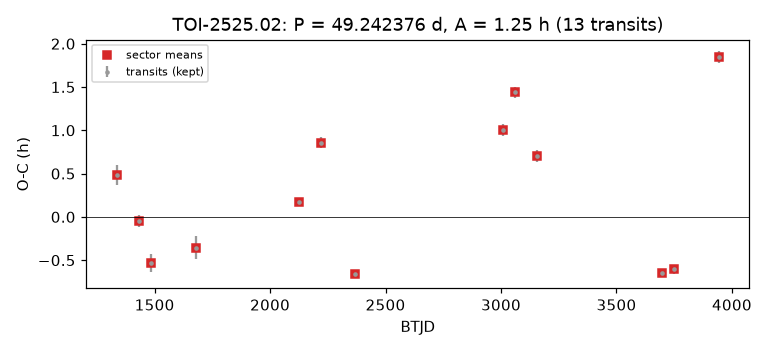 TOI-2525.02: P = 49.242376 d, A = 1.25 h (13 transits)
sector means
transits (kept)
O-C (h)
2.0
1.5
1.0
0.5
0.0
−0.5
1500 2000 2500 3000 3500 4000
BTJD